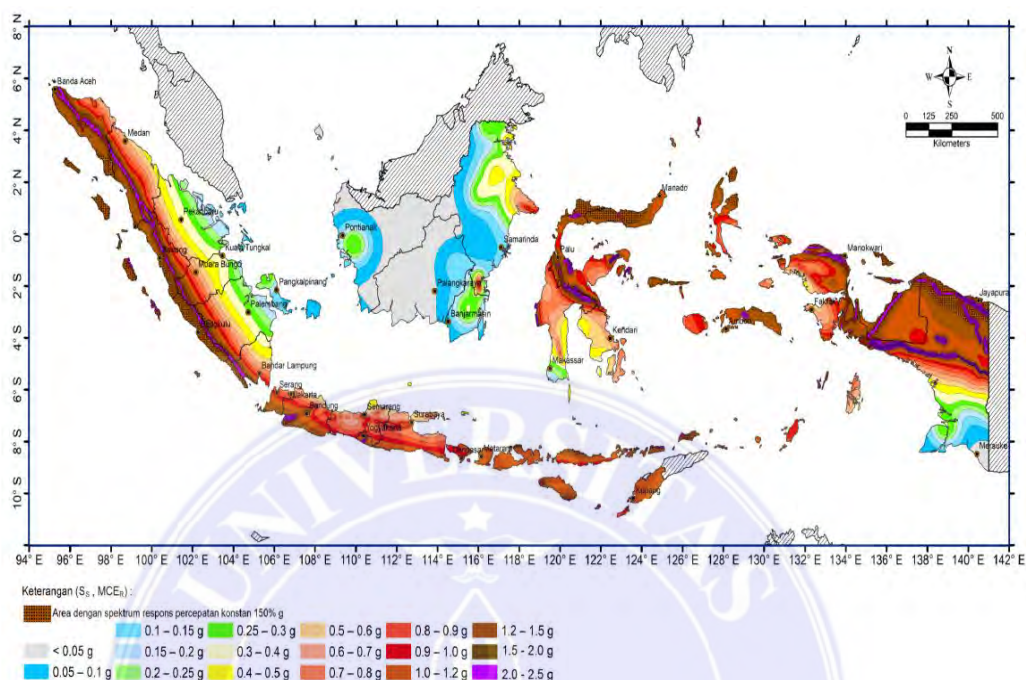 8° N
6° N
4° N
2° N
0°
2° S
4° S
6° S
8° S
10° S
N
W E
S
0 125 250 500
Kilometers
Banda Aceh
Medan
Pekanbaru
Kuala Tungkal
Padang
Muara Bungo
Pangkalpinang
Palembang
Bengkulu
Bandar Lampung
Serang
Jakarta
Bandung
Semarang
Surabaya
Yogyakarta
Denpasar
Mataram
Kupang
Pontianak
Samarinda
Palangkaraya
Banjarmasin
Manado
Palu
Kendari
Makassar
Ambon
Manokwari
Fakfak
Jayapura
Merauke
94° E 96° E 98° E 100° E 102° E 104° E 106° E 108° E 110° E 112° E 114° E 116° E 118° E 120° E 122° E 124° E 126° E 128° E 130° E 132° E 134° E 136° E 138° E 140° E 142° E
UNIVERSITAS
Keterangan (SS , MCER) :
Area dengan spektrum respons percepatan konstan 150% g
0.1 – 0.15 g 0.25 – 0.3 g 0.5 – 0.6 g 0.8 – 0.9 g 1.2 – 1.5 g
< 0.05 g 0.15 – 0.2 g 0.3 – 0.4 g 0.6 – 0.7 g 0.9 – 1.0 g 1.5 - 2.0 g
0.05 – 0.1 g 0.2 – 0.25 g 0.4 – 0.5 g 0.7 – 0.8 g 1.0 – 1.2 g 2.0 - 2.5 g